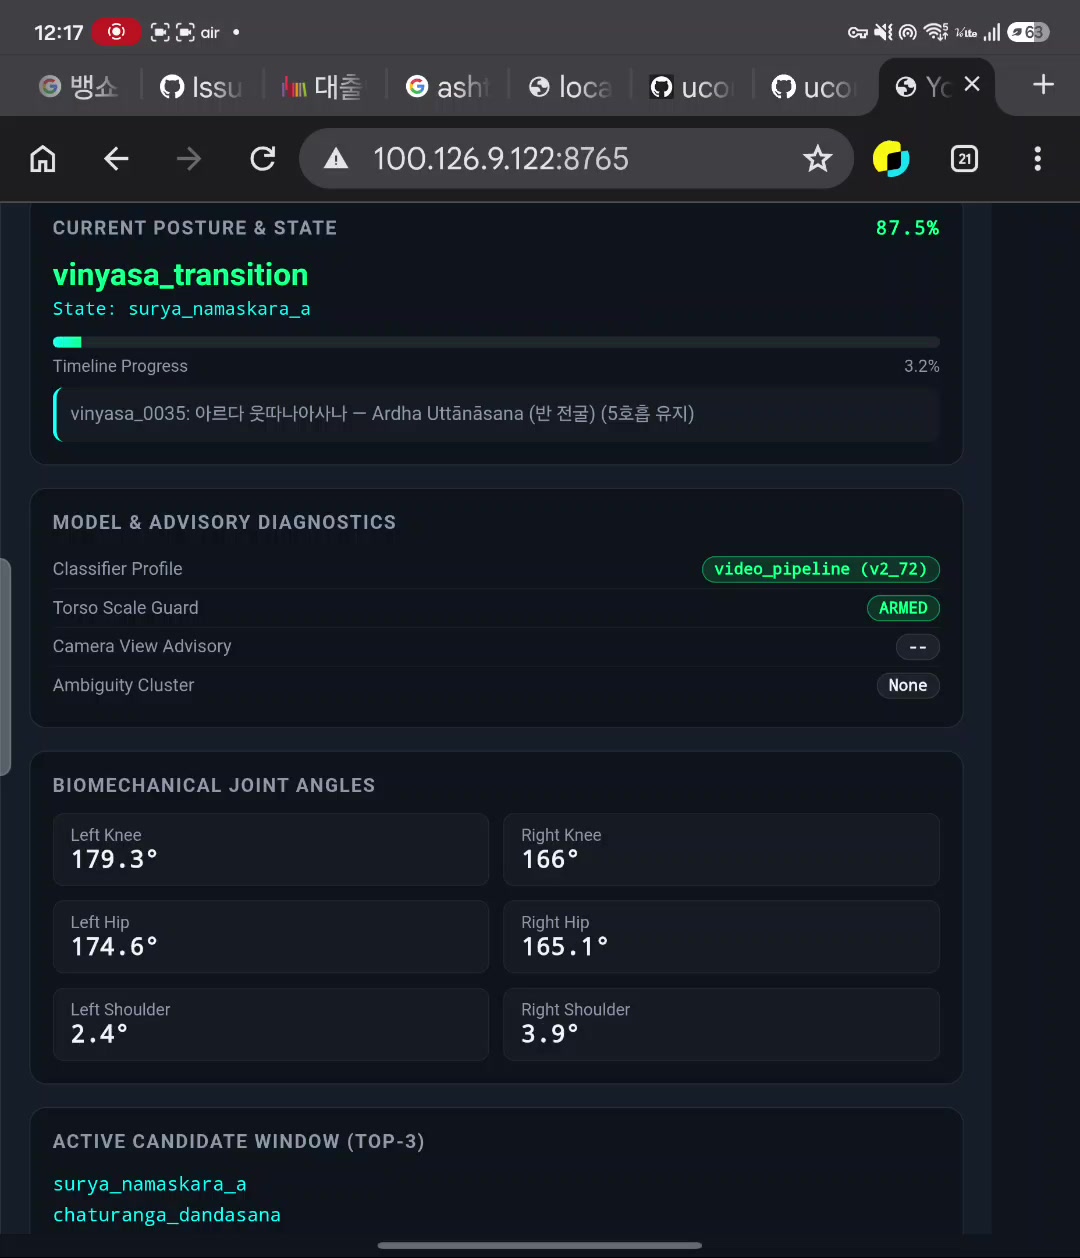 12:17 air
뱅쇼 Issu 대출 asht loca uco uco Yo
100.126.9.122:8765 21
CURRENT POSTURE & STATE 87.5%
vinyasa_transition
State: surya_namaskara_a
Timeline Progress 3.2%
vinyasa_0035: 아르다 웃따나아사나 — Ardha Uttānāsana (반 전굴) (5호흡 유지)
MODEL & ADVISORY DIAGNOSTICS
Classifier Profile video_pipeline (v2_72)
Torso Scale Guard ARMED
Camera View Advisory --
Ambiguity Cluster None
BIOMECHANICAL JOINT ANGLES
Left Knee Right Knee
179.3° 166°
Left Hip Right Hip
174.6° 165.1°
Left Shoulder Right Shoulder
2.4° 3.9°
ACTIVE CANDIDATE WINDOW (TOP-3)
surya_namaskara_a
chaturanga_dandasana